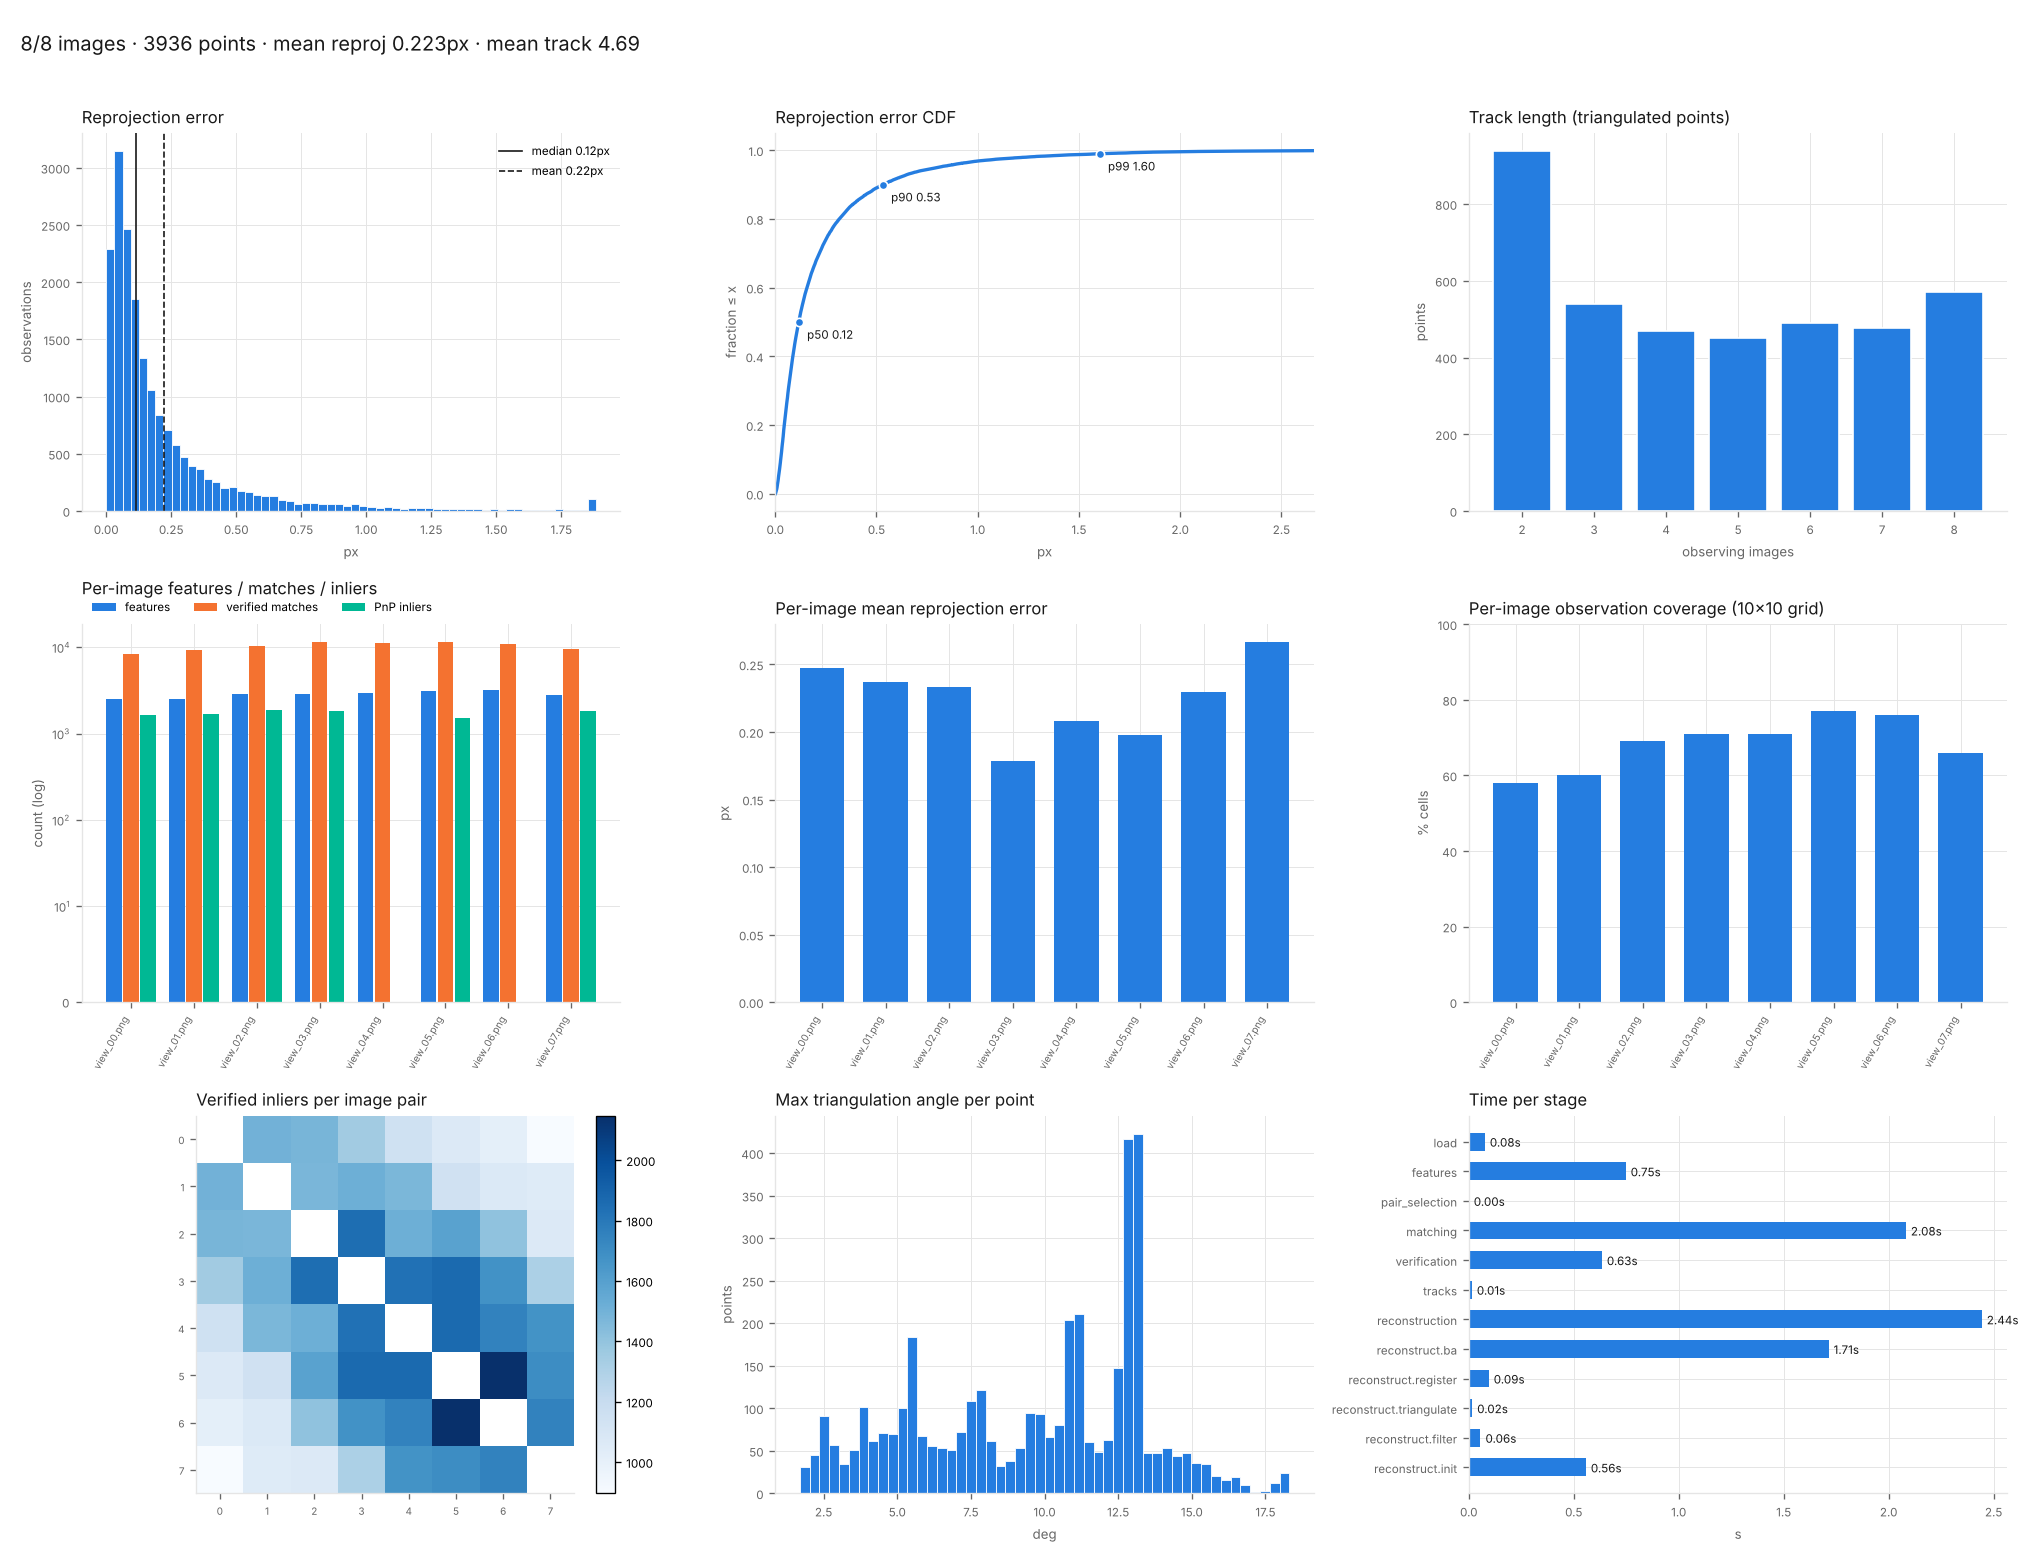 8/8 images · 3936 points · mean reproj 0.223px · mean track 4.69
Reprojection error
median 0.12px
mean 0.22px
observations
3000
2500
2000
1500
1000
500
0
0.00 0.25 0.50 0.75 1.00 1.25 1.50 1.75
px
Reprojection error CDF
fraction ≤ x
1.0
0.8
0.6
0.4
0.2
0.0
p99 1.60
p90 0.53
p50 0.12
0.0 0.5 1.0 1.5 2.0 2.5
px
Track length (triangulated points)
points
800
600
400
200
0
2 3 4 5 6 7 8
observing images
Per-image features / matches / inliers
features verified matches PnP inliers
count (log)
10⁴
10³
10²
10¹
0
view_00.png view_01.png view_02.png view_03.png view_04.png view_05.png view_06.png view_07.png
Per-image mean reprojection error
px
0.25
0.20
0.15
0.10
0.05
0.00
view_00.png view_01.png view_02.png view_03.png view_04.png view_05.png view_06.png view_07.png
Per-image observation coverage (10×10 grid)
% cells
100
80
60
40
20
0
view_00.png view_01.png view_02.png view_03.png view_04.png view_05.png view_06.png view_07.png
Verified inliers per image pair
0
1
2
3
4
5
6
7
0 1 2 3 4 5 6 7
2000
1800
1600
1400
1200
1000
Max triangulation angle per point
points
400
350
300
250
200
150
100
50
0
2.5 5.0 7.5 10.0 12.5 15.0 17.5
deg
Time per stage
load 0.08s
features 0.75s
pair_selection 0.00s
matching 2.08s
verification 0.63s
tracks 0.01s
reconstruction 2.44s
reconstruct.ba 1.71s
reconstruct.register 0.09s
reconstruct.triangulate 0.02s
reconstruct.filter 0.06s
reconstruct.init 0.56s
0.0 0.5 1.0 1.5 2.0 2.5
s